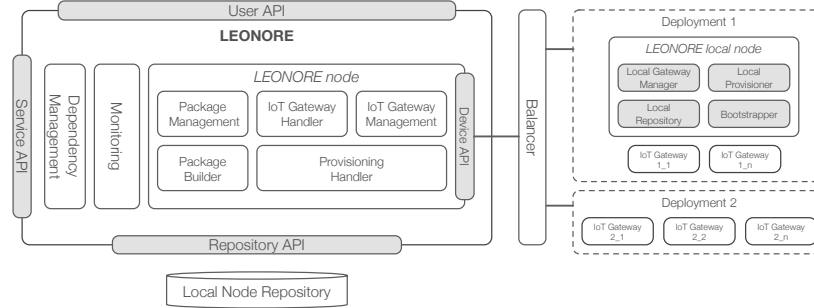 User API
LEONORE
Service API
Dependency
Management
Monitoring
LEONORE node
Package
Management
IoT Gateway
Handler
IoT Gateway
Management
Package
Builder
Provisioning
Handler
Device API
Repository API
Local Node Repository
Balancer
Deployment 1
LEONORE local node
Local Gateway
Manager
Local
Provisioner
Local
Repository
Bootstrapper
IoT Gateway
1_1
IoT Gateway
1_n
Deployment 2
IoT Gateway
2_1
IoT Gateway
2_2
IoT Gateway
2_n